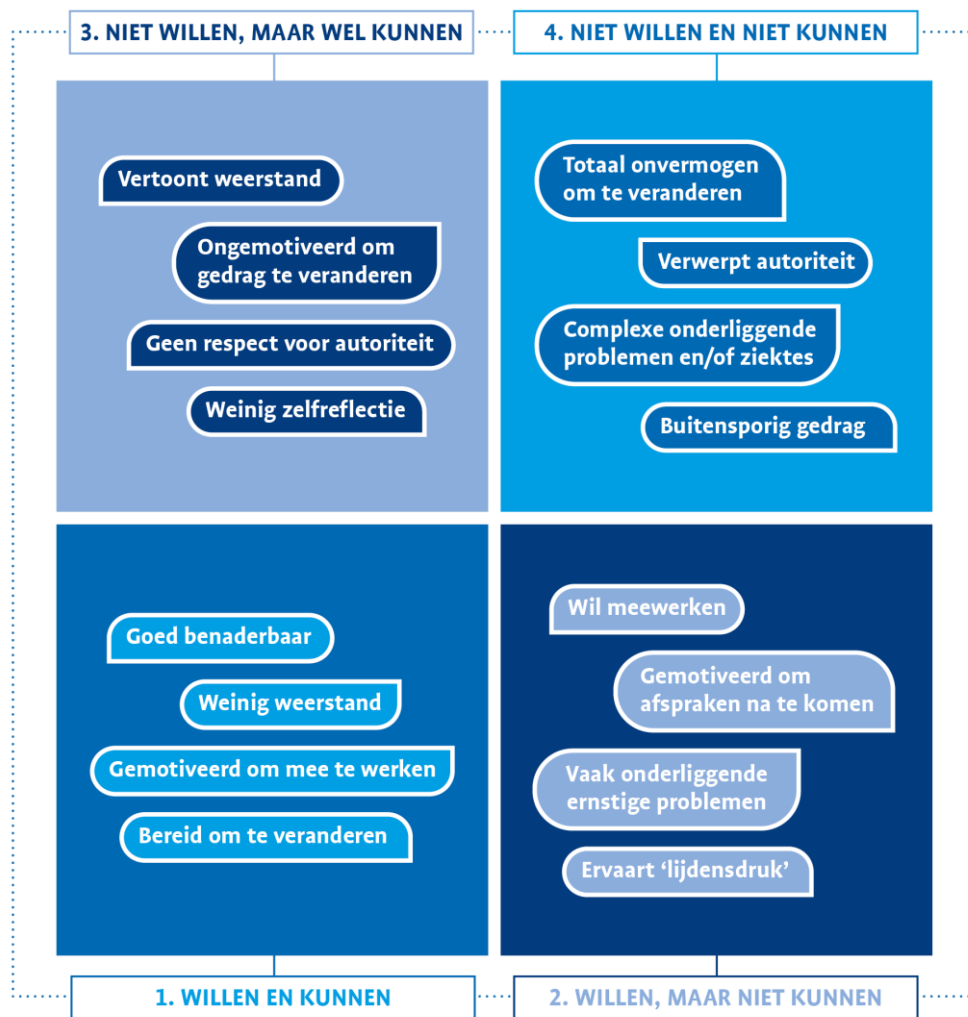 3. NIET WILLEN, MAAR WEL KUNNEN
4. NIET WILLEN EN NIET KUNNEN
Vertoont weerstand
Ongemotiveerd om
gedrag te veranderen
Geen respect voor autoriteit
Weinig zelfreflectie
Totaal onvermogen
om te veranderen
Verwerpt autoriteit
Complexe onderliggende
problemen en/of ziektes
Buitensporig gedrag
Goed benaderbaar
Weinig weerstand
Gemotiveerd om mee te werken
Bereid om te veranderen
Wil meewerken
Gemotiveerd om
afspraken na te komen
Vaak onderliggende
ernstige problemen
Ervaart ‘lijdensdruk’
1. WILLEN EN KUNNEN
2. WILLEN, MAAR NIET KUNNEN